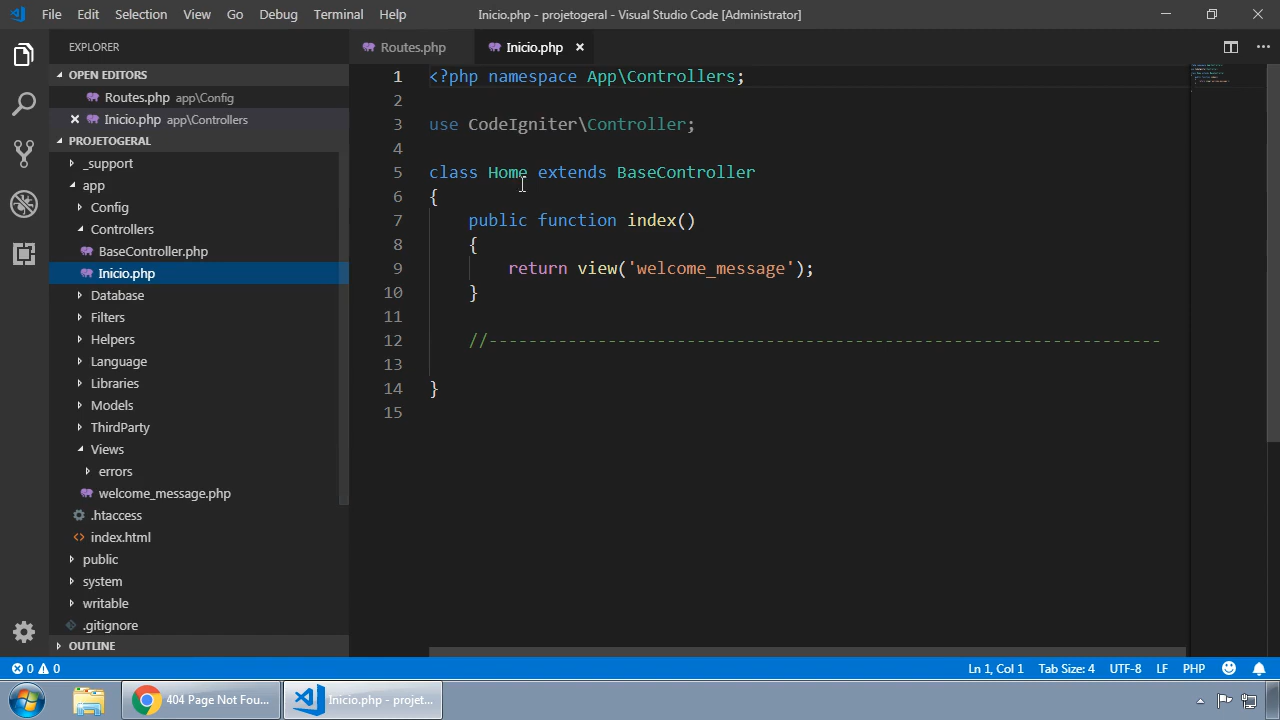 File Edit Selection View Go Debug Terminal Help
Inicio.php - projetogeral - Visual Studio Code [Administrator]
EXPLORER
OPEN EDITORS
Routes.php app\Config
Inicio.php app\Controllers
PROJETOGERAL
_support
app
Config
Controllers
BaseController.php
Inicio.php
Database
Filters
Helpers
Language
Libraries
Models
ThirdParty
Views
errors
welcome_message.php
.htaccess
index.html
public
system
writable
.gitignore
OUTLINE
Routes.php
Inicio.php
1 <?php namespace App\Controllers;
2
3 use CodeIgniter\Controller;
4
5 class Home extends BaseController
6 {
7 public function index()
8 {
9 return view('welcome_message');
10 }
11
12 //--------------------------------------------------------------------
13
14 }
15
0 0
Ln 1, Col 1 Tab Size: 4 UTF-8 LF PHP
404 Page Not Fou...
Inicio.php - projet...